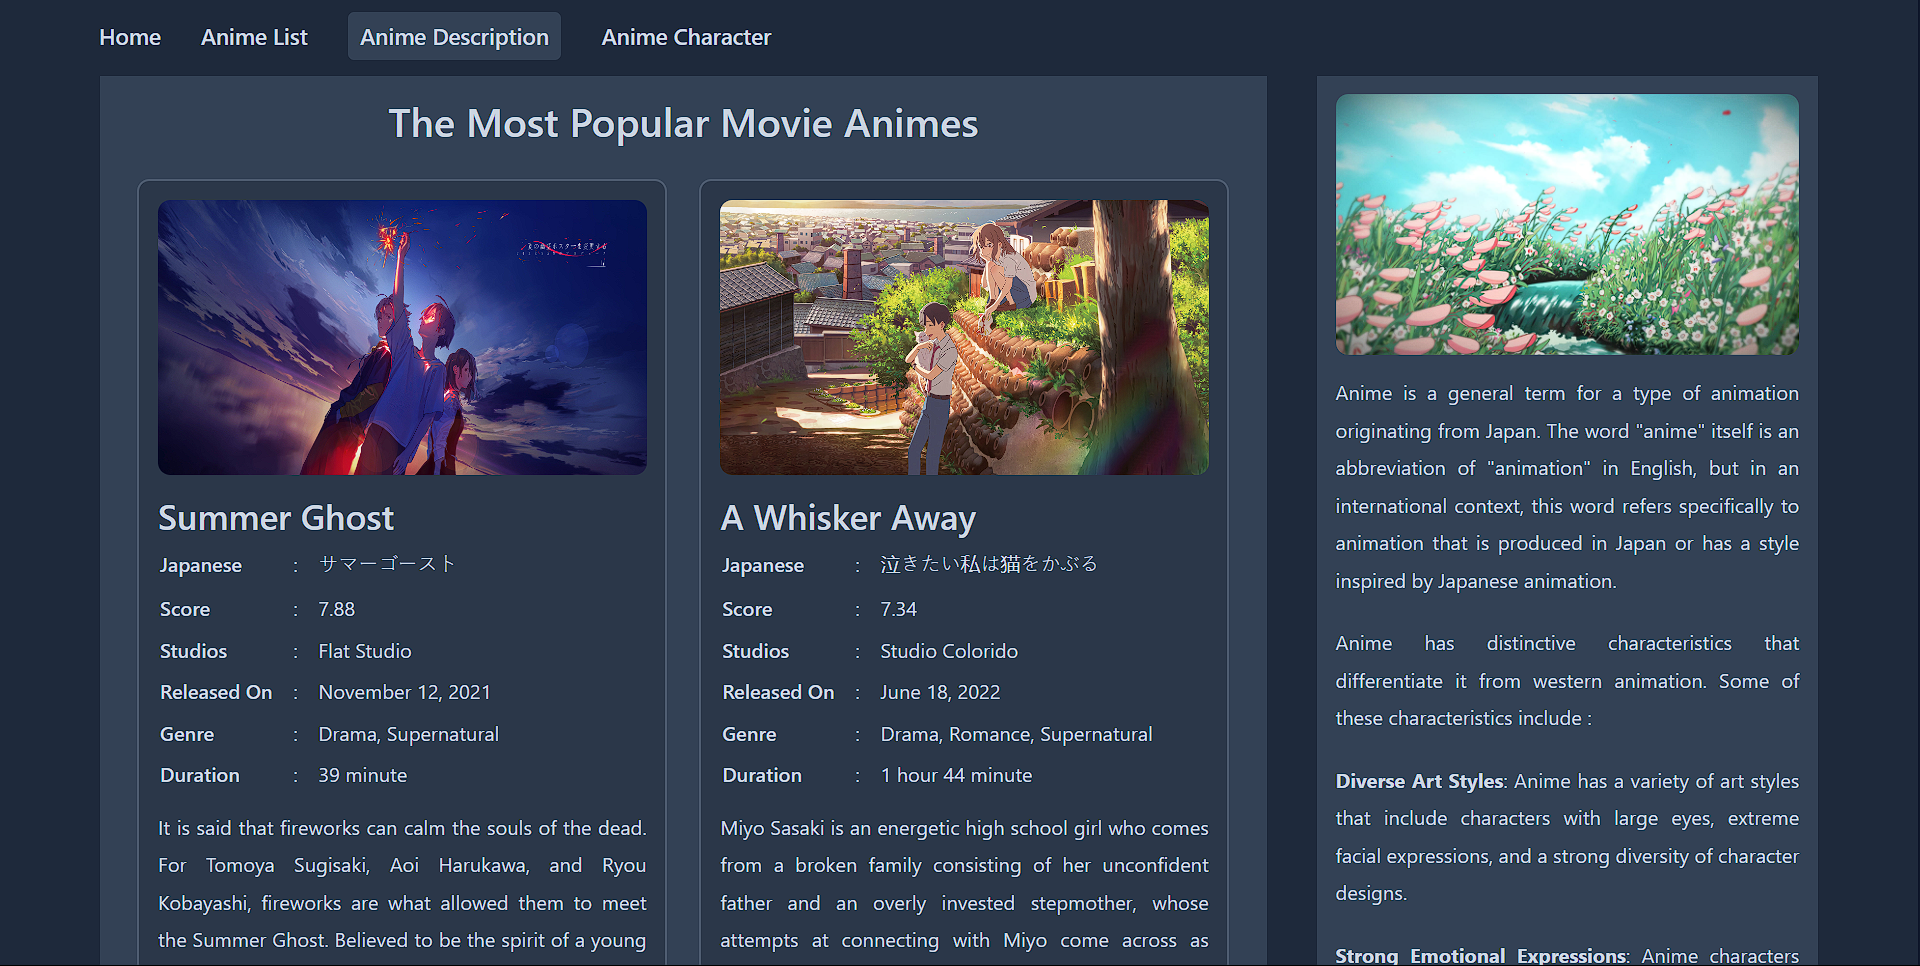 Home Anime List Anime Description Anime Character
The Most Popular Movie Animes
Summer Ghost
Japanese : サマーゴースト
Score : 7.88
Studios : Flat Studio
Released On : November 12, 2021
Genre : Drama, Supernatural
Duration : 39 minute
It is said that fireworks can calm the souls of the dead.
For Tomoya Sugisaki, Aoi Harukawa, and Ryou
Kobayashi, fireworks are what allowed them to meet
the Summer Ghost. Believed to be the spirit of a young
A Whisker Away
Japanese : 泣きたい私は猫をかぶる
Score : 7.34
Studios : Studio Colorido
Released On : June 18, 2022
Genre : Drama, Romance, Supernatural
Duration : 1 hour 44 minute
Miyo Sasaki is an energetic high school girl who comes
from a broken family consisting of her unconfident
father and an overly invested stepmother, whose
attempts at connecting with Miyo come across as
Anime is a general term for a type of animation
originating from Japan. The word "anime" itself is an
abbreviation of "animation" in English, but in an
international context, this word refers specifically to
animation that is produced in Japan or has a style
inspired by Japanese animation.
Anime has distinctive characteristics that
differentiate it from western animation. Some of
these characteristics include :
Diverse Art Styles: Anime has a variety of art styles
that include characters with large eyes, extreme
facial expressions, and a strong diversity of character
designs.
Strong Emotional Expressions: Anime characters